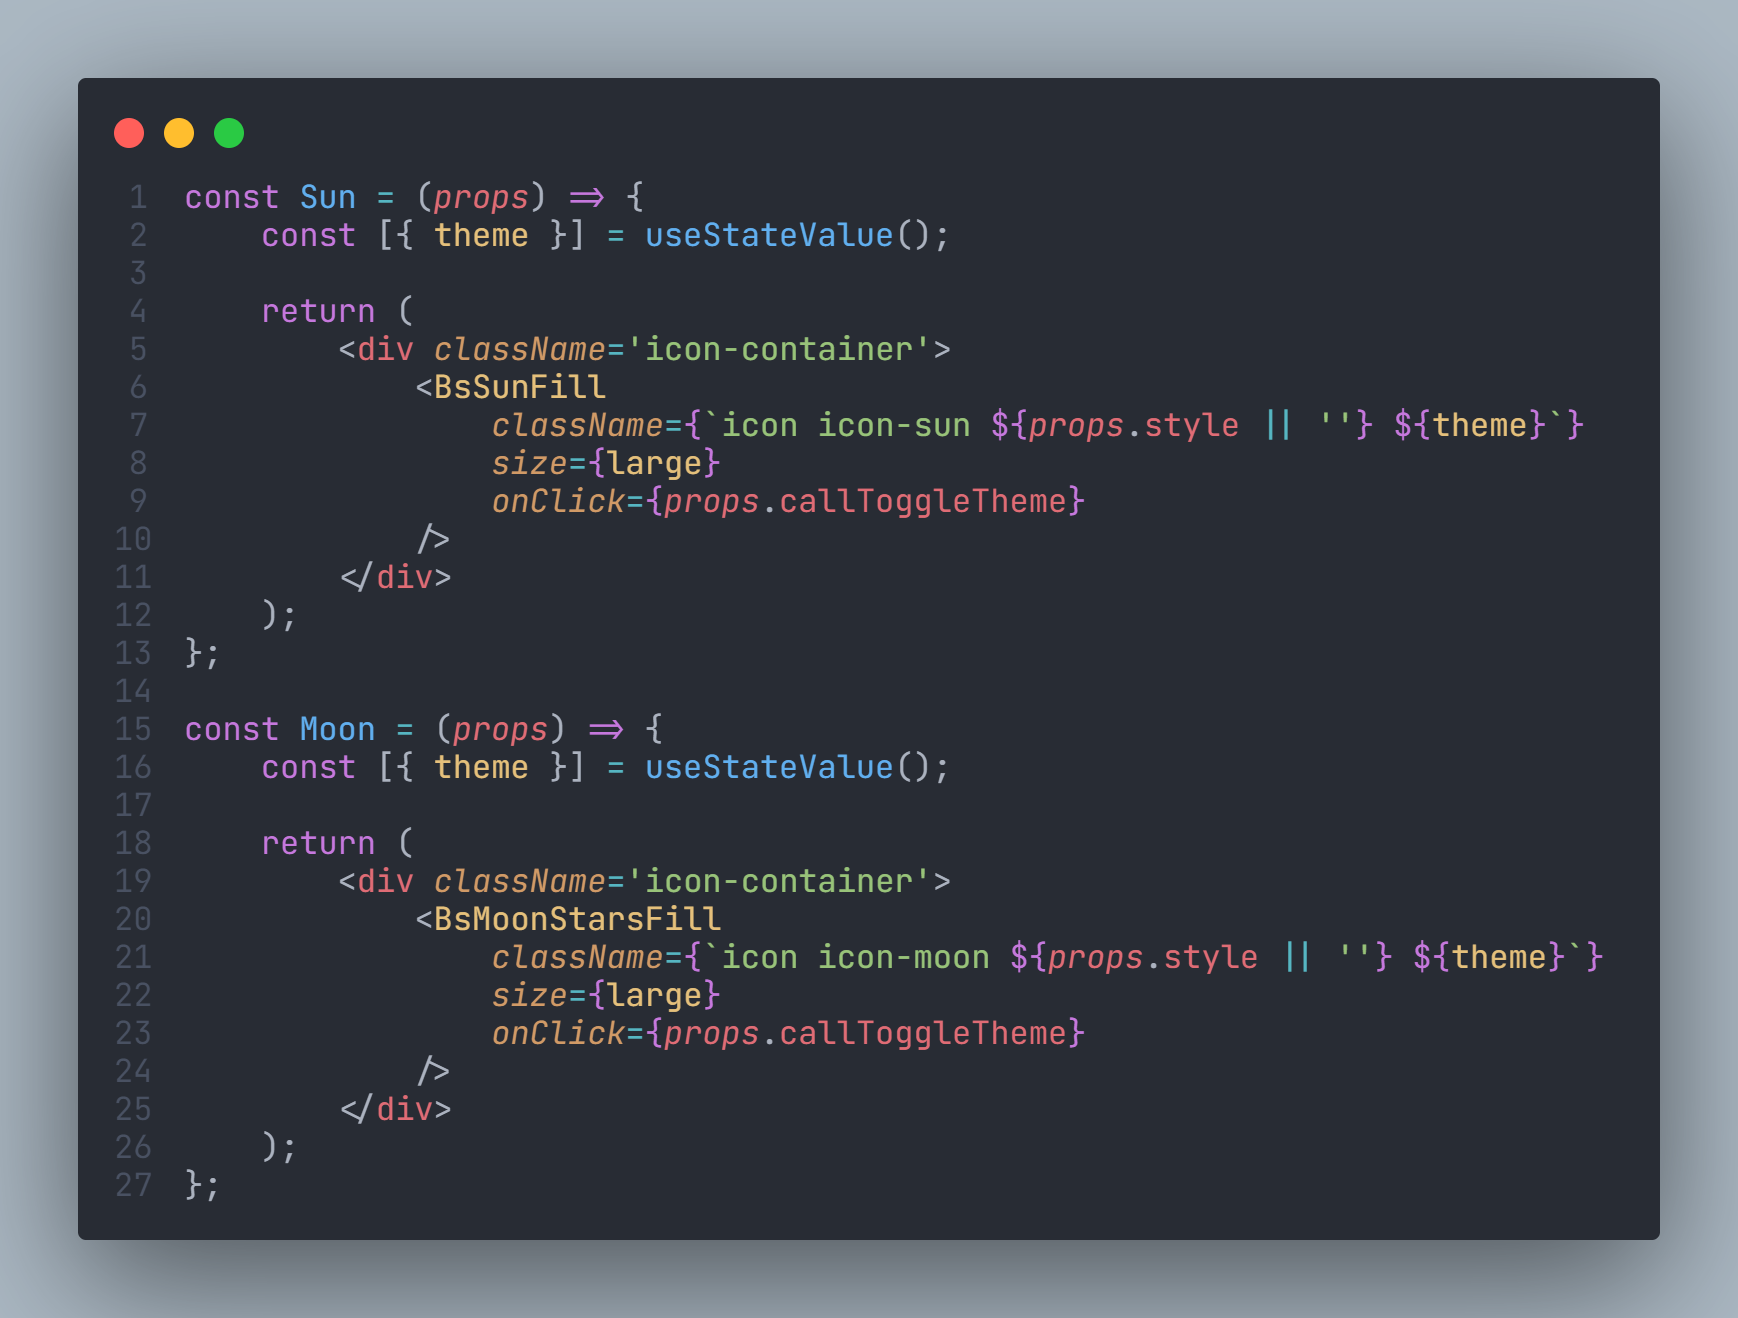 1 const Sun = (props) => {
2     const [{ theme }] = useStateValue();
3
4     return (
5         <div className='icon-container'>
6             <BsSunFill
7                 className={`icon icon-sun ${props.style || ''} ${theme}`}
8                 size={large}
9                 onClick={props.callToggleTheme}
10             />
11         </div>
12     );
13 };
14
15 const Moon = (props) => {
16     const [{ theme }] = useStateValue();
17
18     return (
19         <div className='icon-container'>
20             <BsMoonStarsFill
21                 className={`icon icon-moon ${props.style || ''} ${theme}`}
22                 size={large}
23                 onClick={props.callToggleTheme}
24             />
25         </div>
26     );
27 };